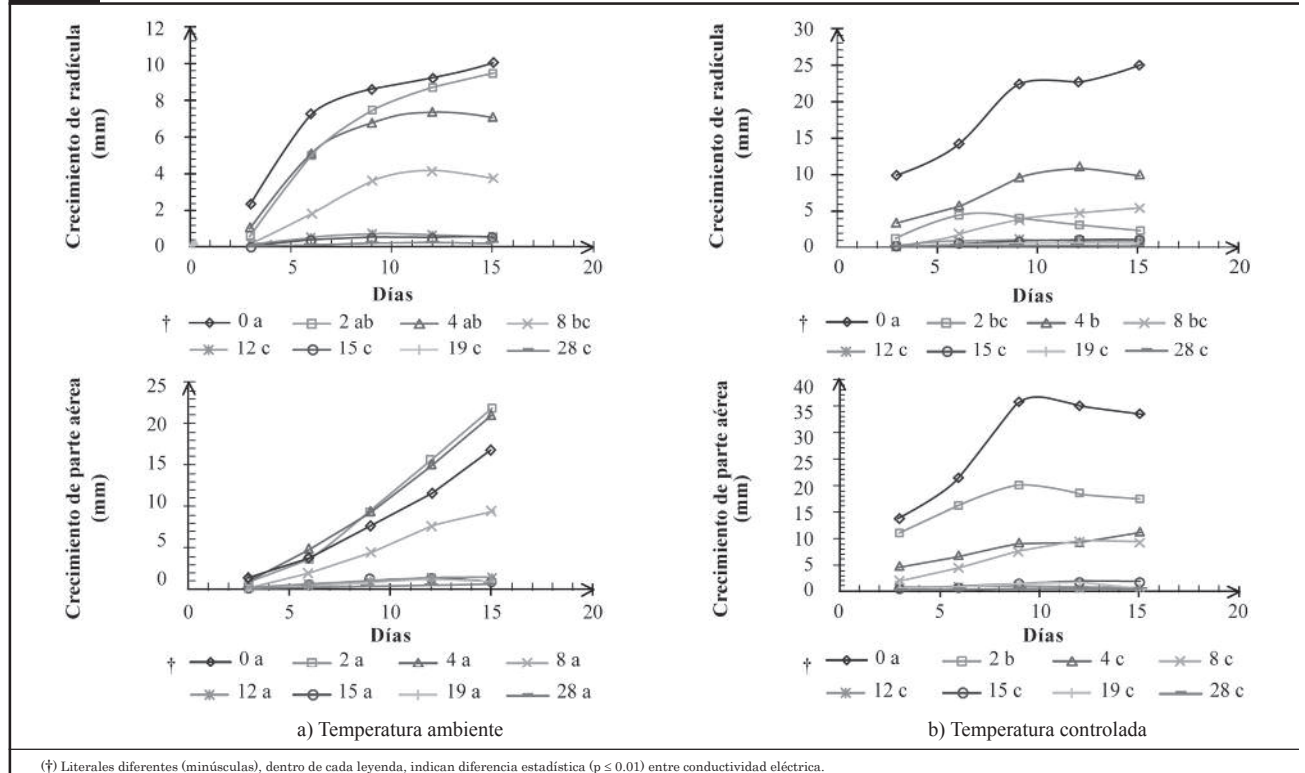 Crecimiento de radícula
(mm)
12
10
8
6
4
2
0
0 5 10 15 20
Días
† 0 a 2 ab 4 ab 8 bc
12 c 15 c 19 c 28 c
Crecimiento de radícula
(mm)
30
25
20
15
10
5
0
0 5 10 15 20
Días
† 0 a 2 bc 4 b 8 bc
12 c 15 c 19 c 28 c
Crecimiento de parte aérea
(mm)
25
20
15
10
5
0
0 5 10 15 20
Días
† 0 a 2 a 4 a 8 a
12 a 15 a 19 a 28 a
a) Temperatura ambiente
Crecimiento de parte aérea
(mm)
40
35
30
25
20
15
10
5
0
0 5 10 15 20
Días
† 0 a 2 b 4 c 8 c
12 c 15 c 19 c 28 c
b) Temperatura controlada
(†) Literales diferentes (minúsculas), dentro de cada leyenda, indican diferencia estadística (p ≤ 0.01) entre conductividad eléctrica.